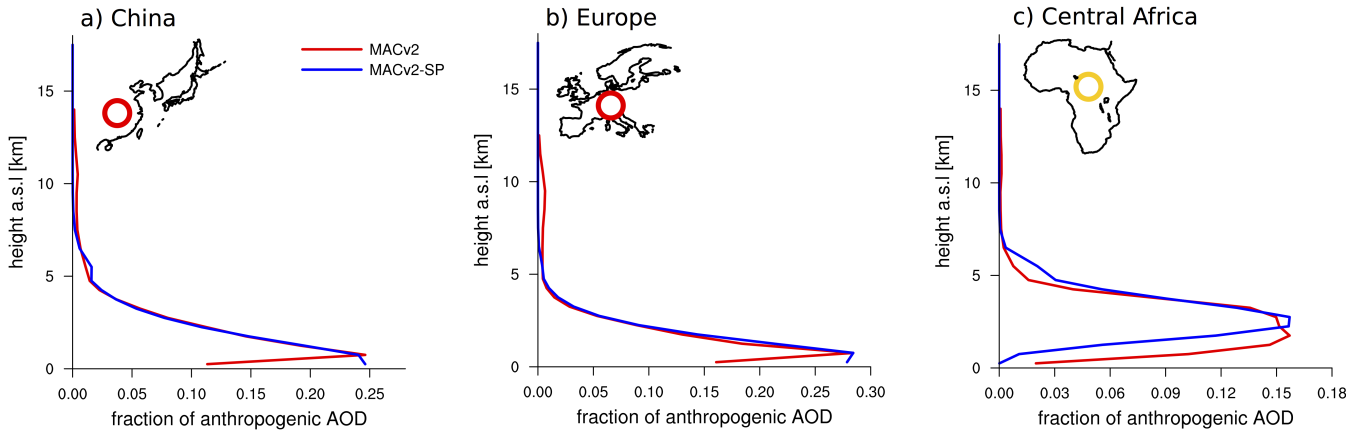 a) China
MACv2
MACv2-SP
15
10
5
0
height a.s.l [km]
0.00 0.05 0.10 0.15 0.20 0.25
fraction of anthropogenic AOD
b) Europe
15
10
5
0
height a.s.l [km]
0.00 0.05 0.10 0.15 0.20 0.25 0.30
fraction of anthropogenic AOD
c) Central Africa
15
10
5
0
height a.s.l [km]
0.00 0.03 0.06 0.09 0.12 0.15 0.18
fraction of anthropogenic AOD